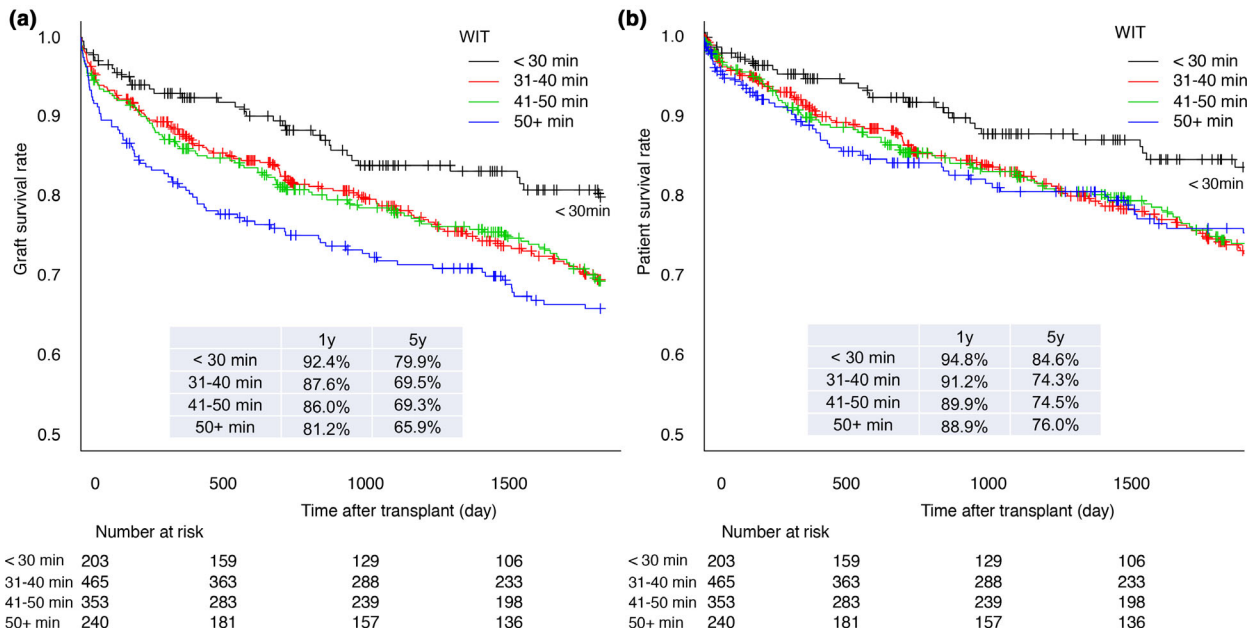 (a)
Graft survival rate
1.0
0.9
0.8
0.7
0.6
0.5
WIT
< 30 min
31-40 min
41-50 min
50+ min
< 30min
1y 5y
< 30 min 92.4% 79.9%
31-40 min 87.6% 69.5%
41-50 min 86.0% 69.3%
50+ min 81.2% 65.9%
0 500 1000 1500
Time after transplant (day)
Number at risk
< 30 min 203 159 129 106
31-40 min 465 363 288 233
41-50 min 353 283 239 198
50+ min 240 181 157 136
(b)
Patient survival rate
1.0
0.9
0.8
0.7
0.6
0.5
WIT
< 30 min
31-40 min
41-50 min
50+ min
< 30min
1y 5y
< 30 min 94.8% 84.6%
31-40 min 91.2% 74.3%
41-50 min 89.9% 74.5%
50+ min 88.9% 76.0%
0 500 1000 1500
Time after transplant (day)
Number at risk
< 30 min 203 159 129 106
31-40 min 465 363 288 233
41-50 min 353 283 239 198
50+ min 240 181 157 136